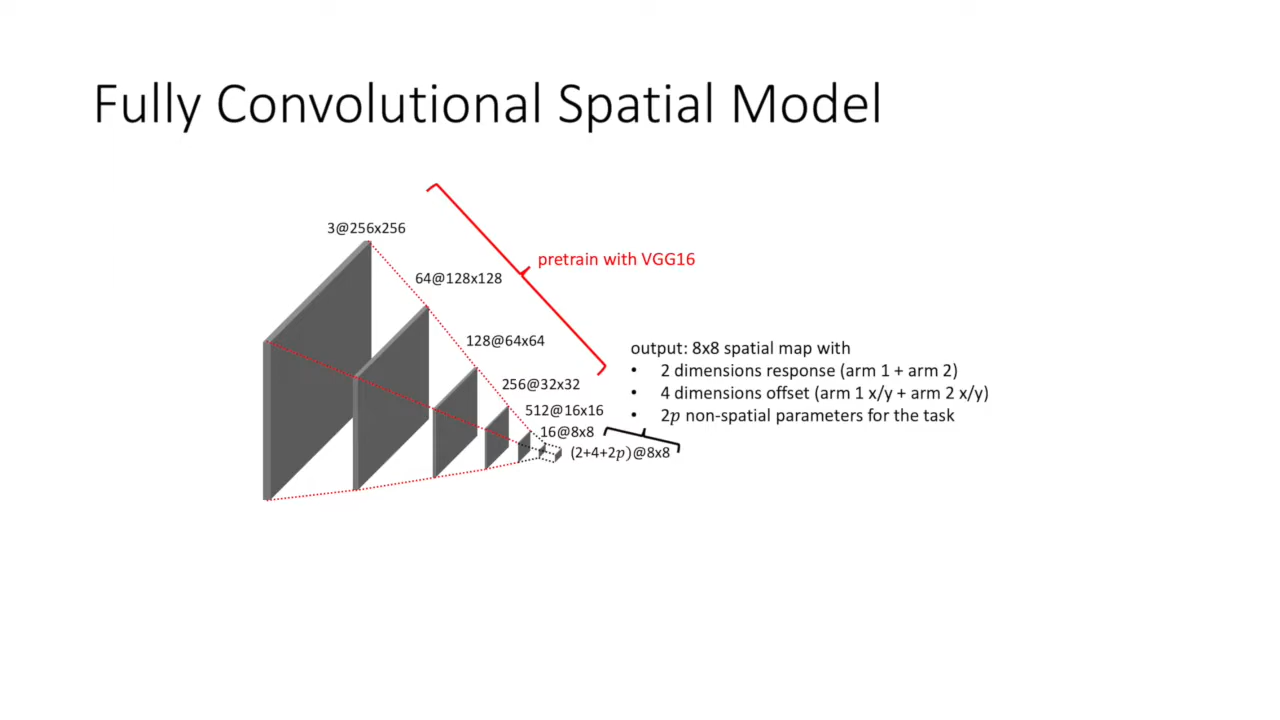 Fully Convolutional Spatial Model
3@256x256
pretrain with VGG16
64@128x128
128@64x64
output: 8x8 spatial map with
• 2 dimensions response (arm 1 + arm 2)
256@32x32
• 4 dimensions offset (arm 1 x/y + arm 2 x/y)
512@16x16
• 2𝑝 non-spatial parameters for the task
16@8x8
(2+4+2𝑝)@8x8